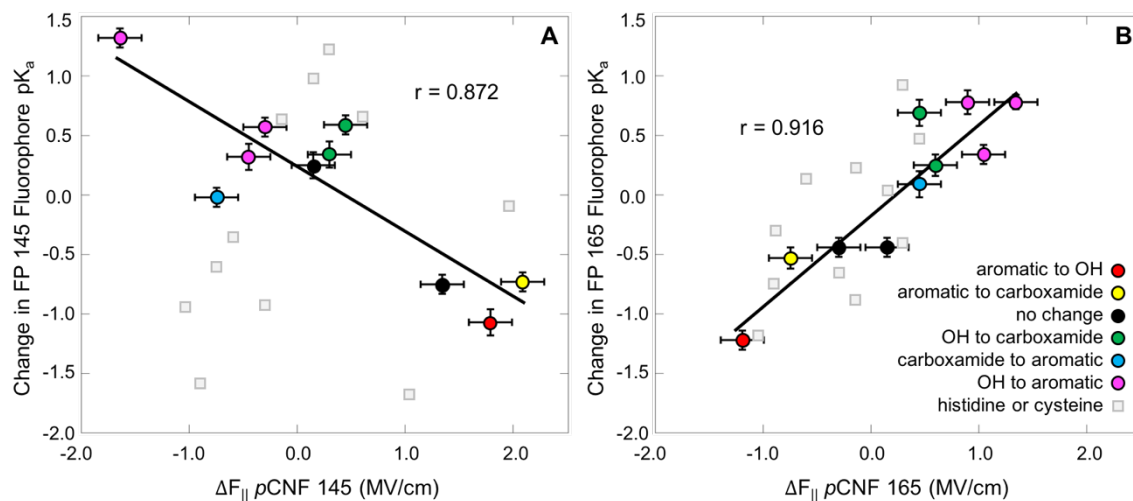 A
r = 0.872
Change in FP 145 Fluorophore pKa
1.5
1.0
0.5
0.0
-0.5
-1.0
-1.5
-2.0
-2.0
-1.0
0.0
1.0
2.0
ΔF|| pCNF 145 (MV/cm)
B
r = 0.916
Change in FP 165 Fluorophore pKa
1.5
1.0
0.5
0.0
-0.5
-1.0
-1.5
-2.0
aromatic to OH
aromatic to carboxamide
no change
OH to carboxamide
carboxamide to aromatic
OH to aromatic
histidine or cysteine
-2.0
-1.0
0.0
1.0
2.0
ΔF|| pCNF 165 (MV/cm)